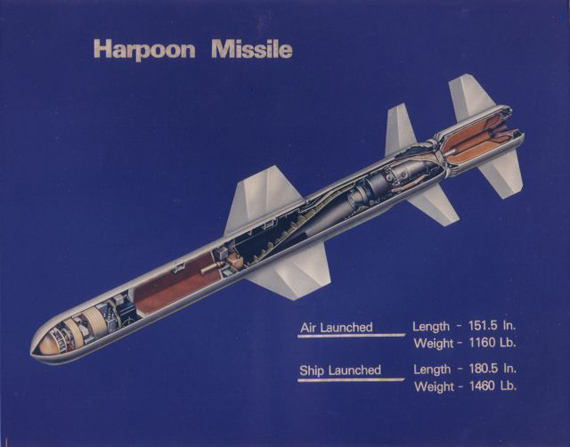 Harpoon Missile
Air Launched Length - 151.5 In.
Weight - 1160 Lb.
Ship Launched Length - 180.5 In.
Weight - 1460 Lb.